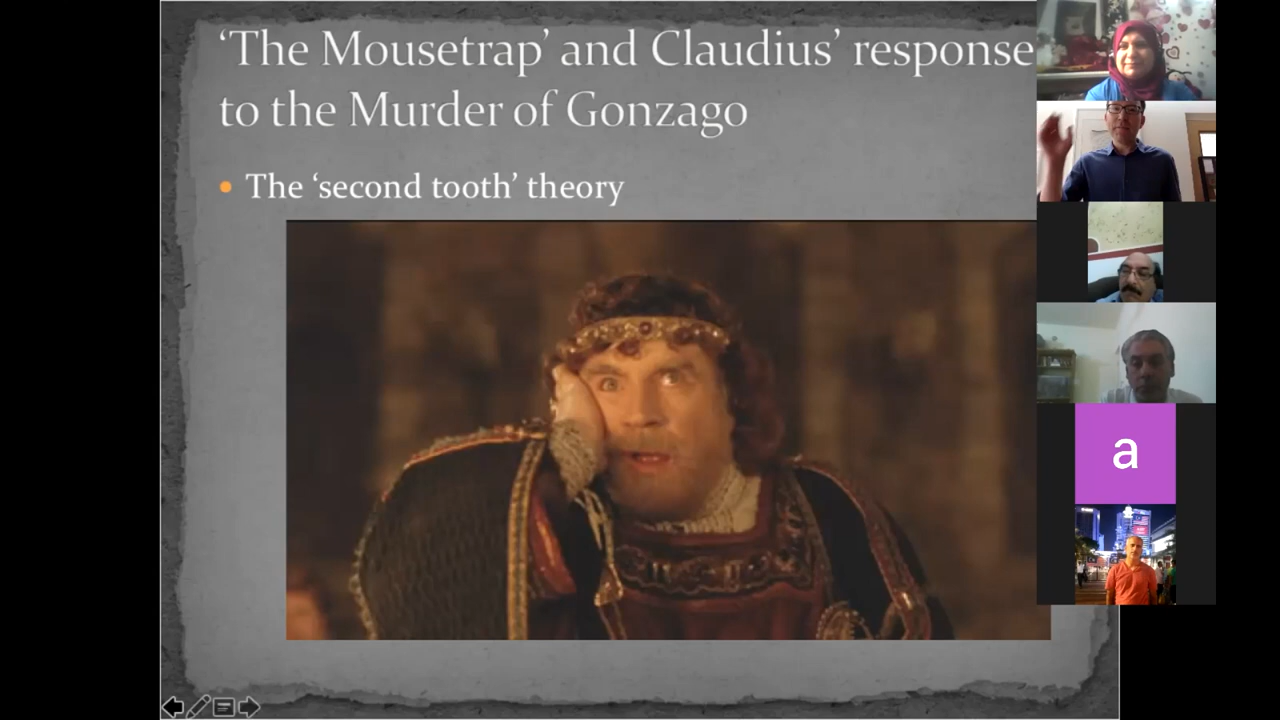 ‘The Mousetrap’ and Claudius’ response
to the Murder of Gonzago
• The ‘second tooth’ theory
a